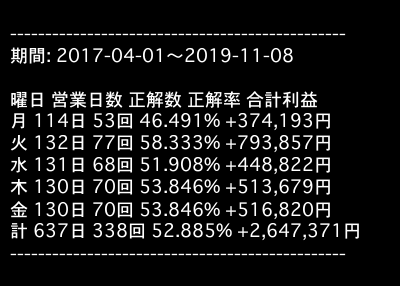 ------------------------------------------------
期間: 2017-04-01～2019-11-08
曜日 営業日数 正解数 正解率 合計利益
月 114日 53回 46.491% +374,193円
火 132日 77回 58.333% +793,857円
水 131日 68回 51.908% +448,822円
木 130日 70回 53.846% +513,679円
金 130日 70回 53.846% +516,820円
計 637日 338回 52.885% +2,647,371円
------------------------------------------------